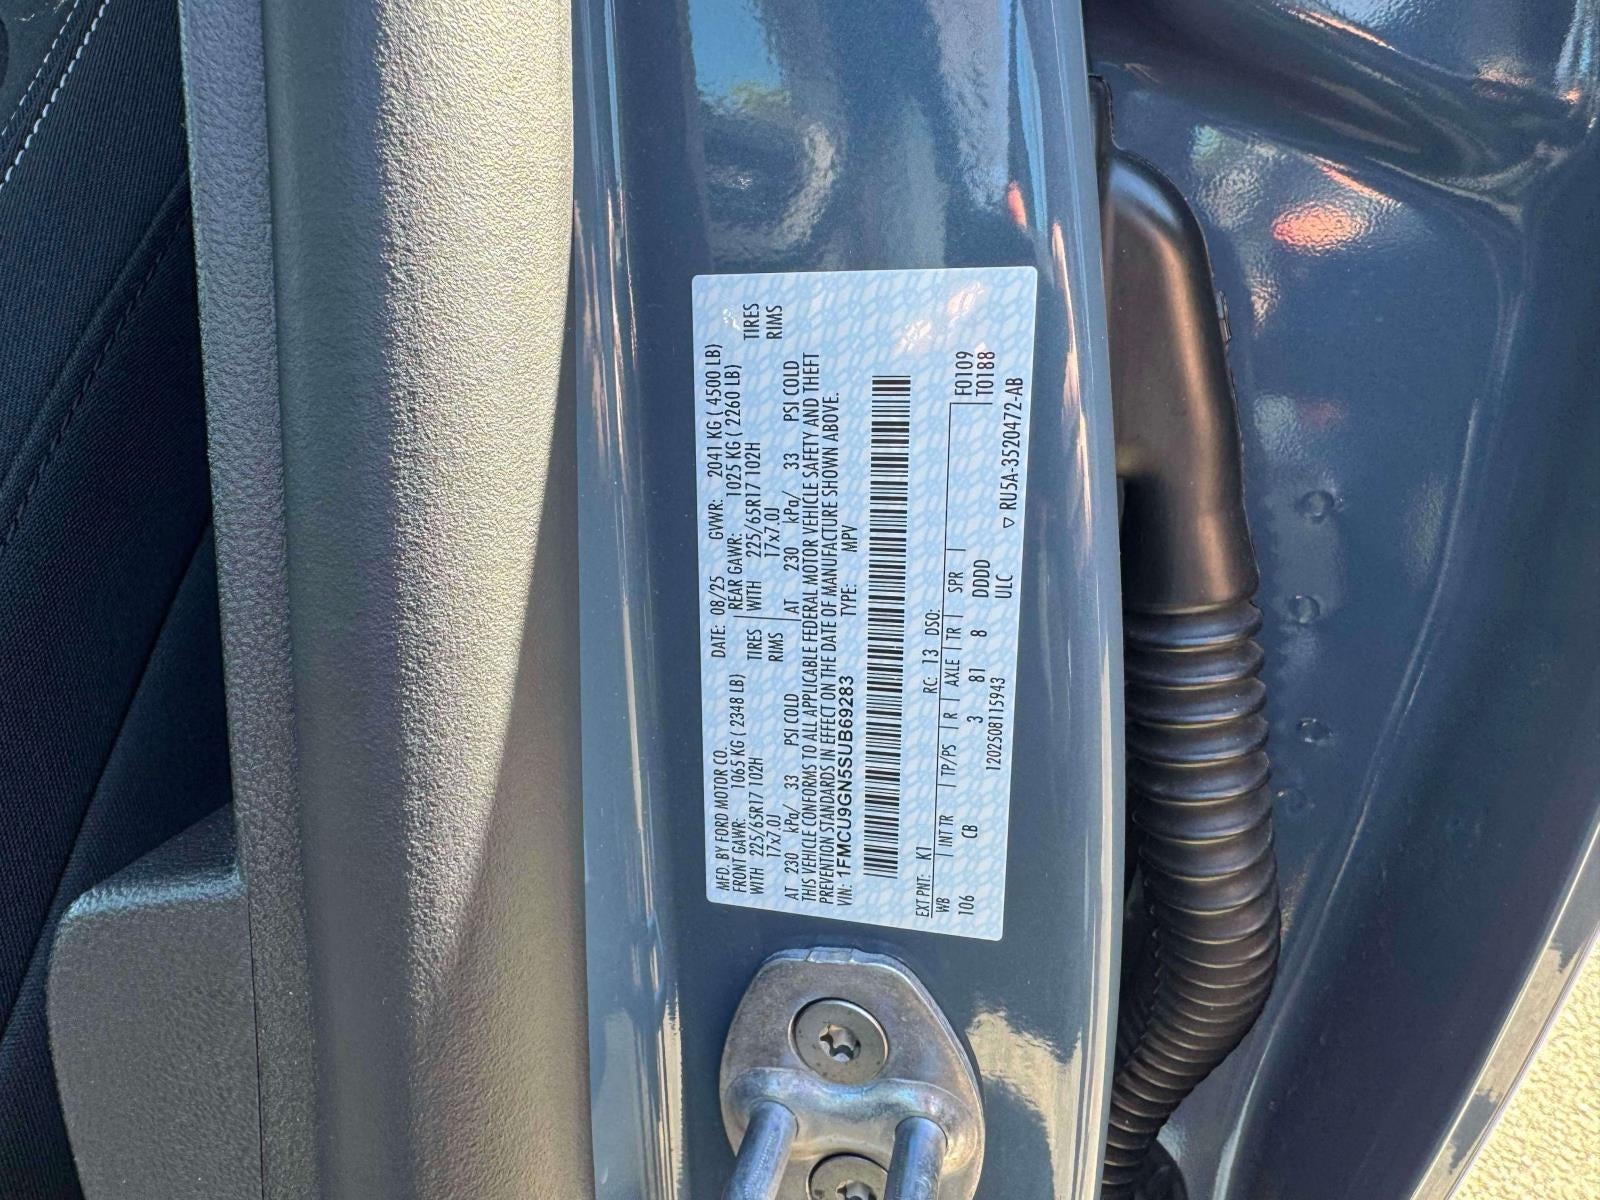 MFD. BY FORD MOTOR CO. DATE: 08/25 GVWR: 2041 KG ( 4500 LB)
FRONT GAWR: 1065 KG ( 2348 LB) REAR GAWR: 1025 KG ( 2260 LB)
WITH 225/65R17 102H TIRES WITH 225/65R17 102H TIRES
17x7.0J RIMS 17x7.0J RIMS
AT 230 kPa/ 33 PSI COLD AT 230 kPa/ 33 PSI COLD
THIS VEHICLE CONFORMS TO ALL APPLICABLE FEDERAL MOTOR VEHICLE SAFETY AND THEFT
PREVENTION STANDARDS IN EFFECT ON THE DATE OF MANUFACTURE SHOWN ABOVE.
VIN: 1FMCU9GN5SUB69283 TYPE: MPV
EXT PNT: K1 RC: 13 DSO:
WB INT TR TP/PS R AXLE TR SPR F0109
106 CB 3 81 8 DDDD T0188
1202508115943 ULC ▽ RU5A-3520472-AB